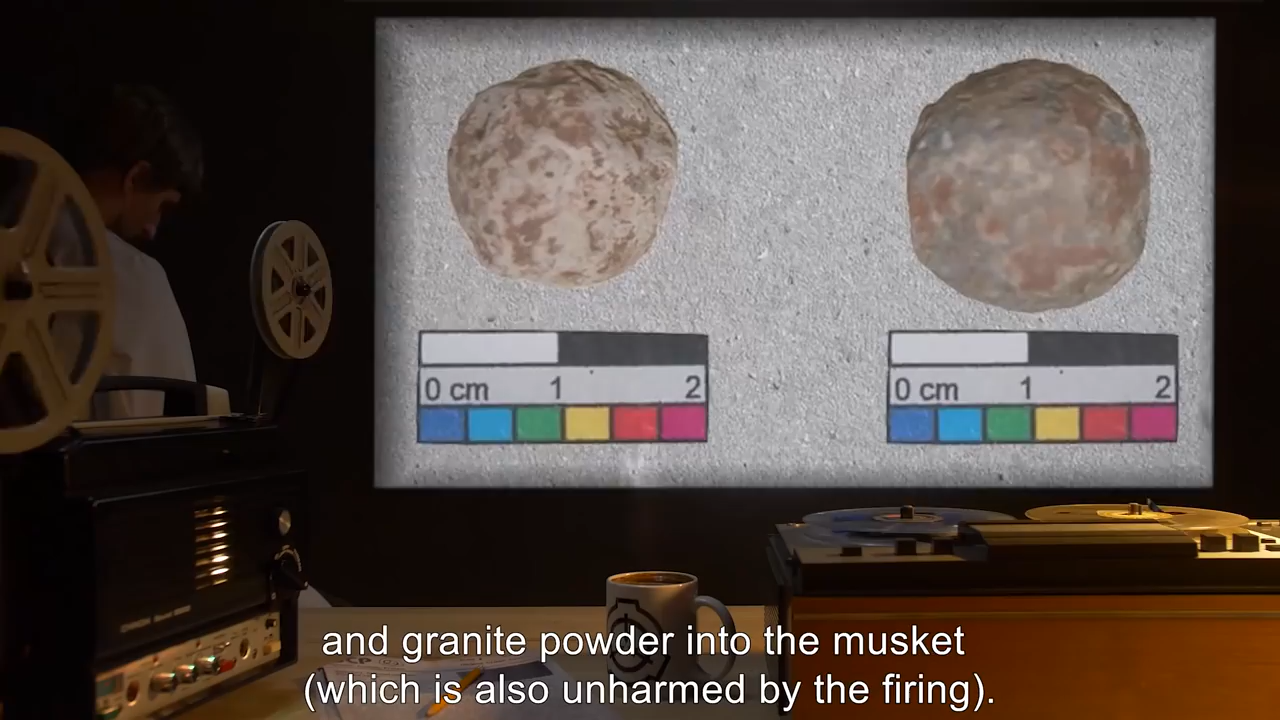 0 cm 1 2
0 cm 1 2
and granite powder into the musket
(which is also unharmed by the firing).